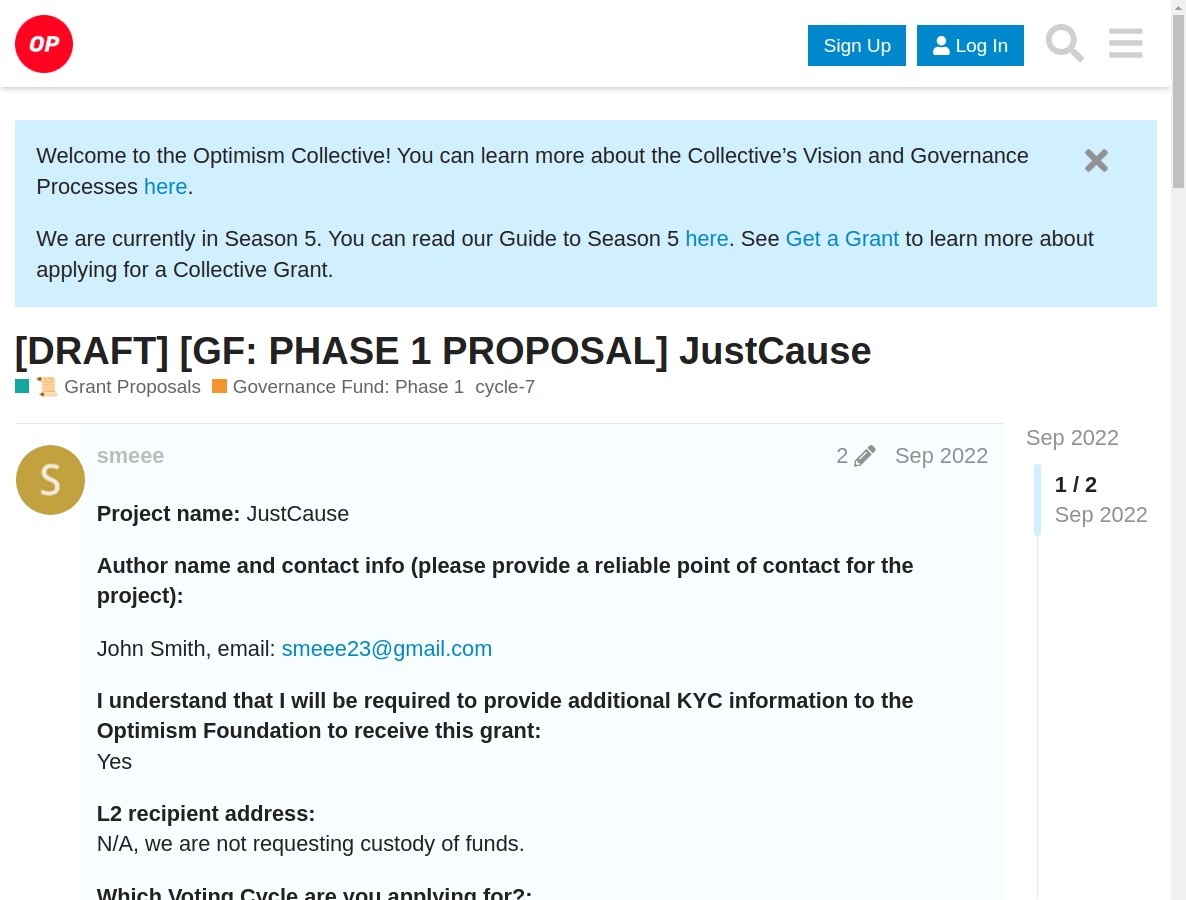 OP
Sign Up
Log In
Welcome to the Optimism Collective! You can learn more about the Collective’s Vision and Governance
Processes here.
We are currently in Season 5. You can read our Guide to Season 5 here. See Get a Grant to learn more about
applying for a Collective Grant.
[DRAFT] [GF: PHASE 1 PROPOSAL] JustCause
📜 Grant Proposals Governance Fund: Phase 1 cycle-7
S
smeee
2
Sep 2022
Project name: JustCause
Author name and contact info (please provide a reliable point of contact for the
project):
John Smith, email: smeee23@gmail.com
I understand that I will be required to provide additional KYC information to the
Optimism Foundation to receive this grant:
Yes
L2 recipient address:
N/A, we are not requesting custody of funds.
Which Voting Cycle are you applying for?:
Sep 2022
1 / 2
Sep 2022